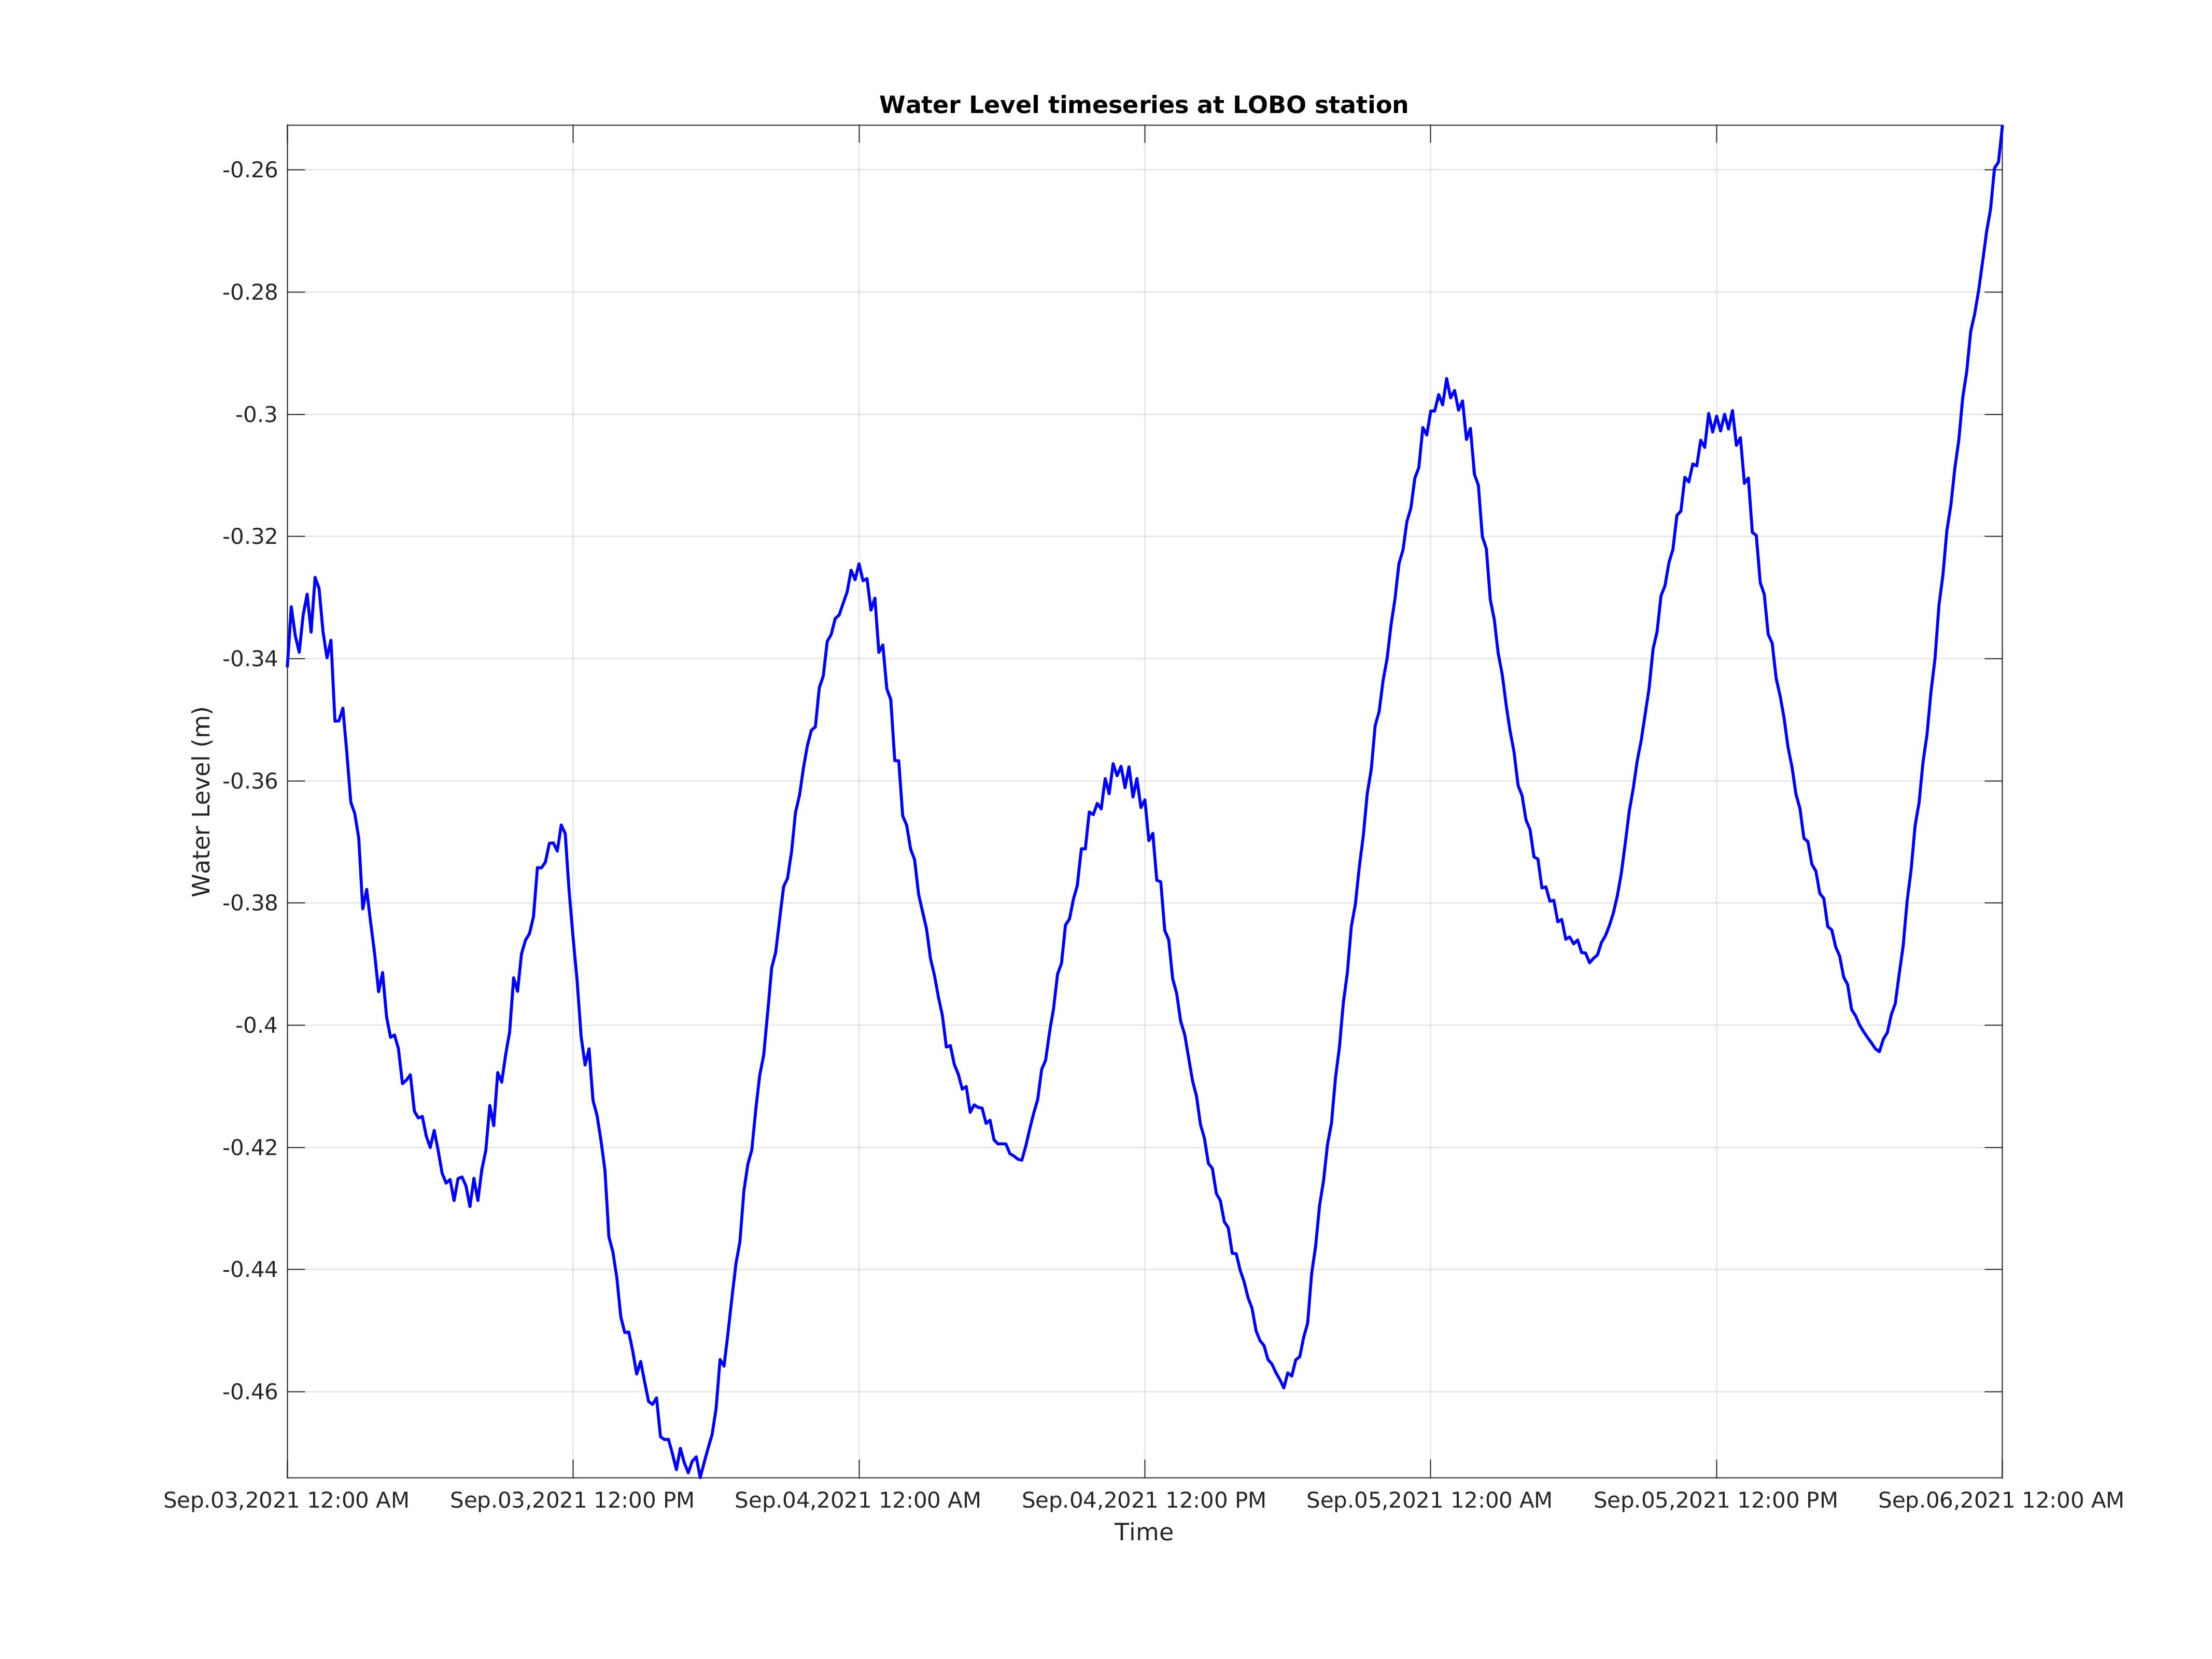 Water Level timeseries at LOBO station
-0.26
-0.28
-0.3
-0.32
-0.34
-0.36
-0.38
-0.4
-0.42
-0.44
-0.46
Water Level (m)
Sep.03,2021 12:00 AM
Sep.03,2021 12:00 PM
Sep.04,2021 12:00 AM
Sep.04,2021 12:00 PM
Sep.05,2021 12:00 AM
Sep.05,2021 12:00 PM
Sep.06,2021 12:00 AM
Time